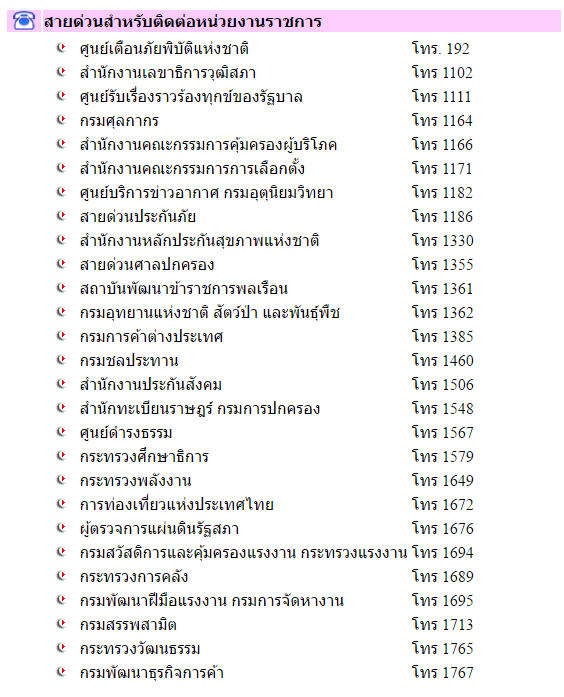 สายด่วนสำหรับติดต่อหน่วยงานราชการ
ศูนย์เตือนภัยพิบัติแห่งชาติ โทร. 192
สำนักงานเลขาธิการวุฒิสภา โทร 1102
ศูนย์รับเรื่องราวร้องทุกข์ของรัฐบาล โทร 1111
กรมศุลกากร โทร 1164
สำนักงานคณะกรรมการคุ้มครองผู้บริโภค โทร 1166
สำนักงานคณะกรรมการการเลือกตั้ง โทร 1171
ศูนย์บริการข่าวอากาศ กรมอุตุนิยมวิทยา โทร 1182
สายด่วนประกันภัย โทร 1186
สำนักงานหลักประกันสุขภาพแห่งชาติ โทร 1330
สายด่วนศาลปกครอง โทร 1355
สถาบันพัฒนาข้าราชการพลเรือน โทร 1361
กรมอุทยานแห่งชาติ สัตว์ป่า และพันธุ์พืช โทร 1362
กรมการค้าต่างประเทศ โทร 1385
กรมชลประทาน โทร 1460
สำนักงานประกันสังคม โทร 1506
สำนักทะเบียนราษฎร์ กรมการปกครอง โทร 1548
ศูนย์ดำรงธรรม โทร 1567
กระทรวงศึกษาธิการ โทร 1579
กระทรวงพลังงาน โทร 1649
การท่องเที่ยวแห่งประเทศไทย โทร 1672
ผู้ตรวจการแผ่นดินรัฐสภา โทร 1676
กรมสวัสดิการและคุ้มครองแรงงาน กระทรวงแรงงาน โทร 1694
กระทรวงการคลัง โทร 1689
กรมพัฒนาฝีมือแรงงาน กรมการจัดหางาน โทร 1695
กรมสรรพสามิต โทร 1713
กระทรวงวัฒนธรรม โทร 1765
กรมพัฒนาธุรกิจการค้า โทร 1767